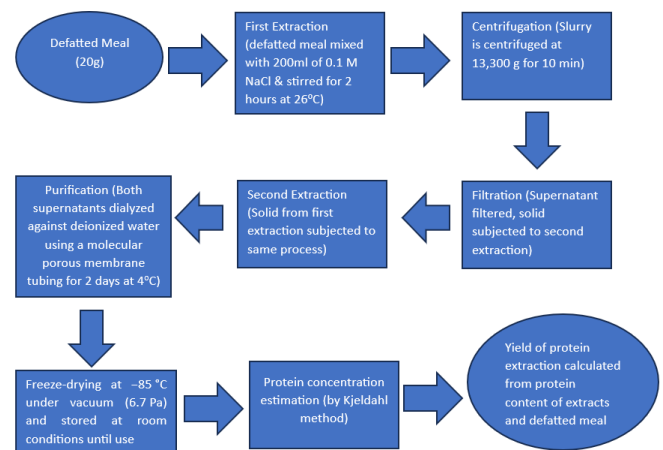 Defatted Meal
(20g)
First Extraction
(defatted meal mixed
with 200ml of 0.1 M
NaCl & stirred for 2
hours at 26°C)
Centrifugation (Slurry
is centrifuged at
13,300 g for 10 min)
Filtration (Supernatant
filtered, solid
subjected to second
extraction)
Second Extraction
(Solid from first
extraction subjected to
same process)
Purification (Both
supernatants dialyzed
against deionized water
using a molecular
porous membrane
tubing for 2 days at 4°C)
Freeze-drying at −85 °C
under vacuum (6.7 Pa)
and stored at room
conditions until use
Protein concentration
estimation (by Kjeldahl
method)
Yield of protein
extraction calculated
from protein
content of extracts
and defatted meal